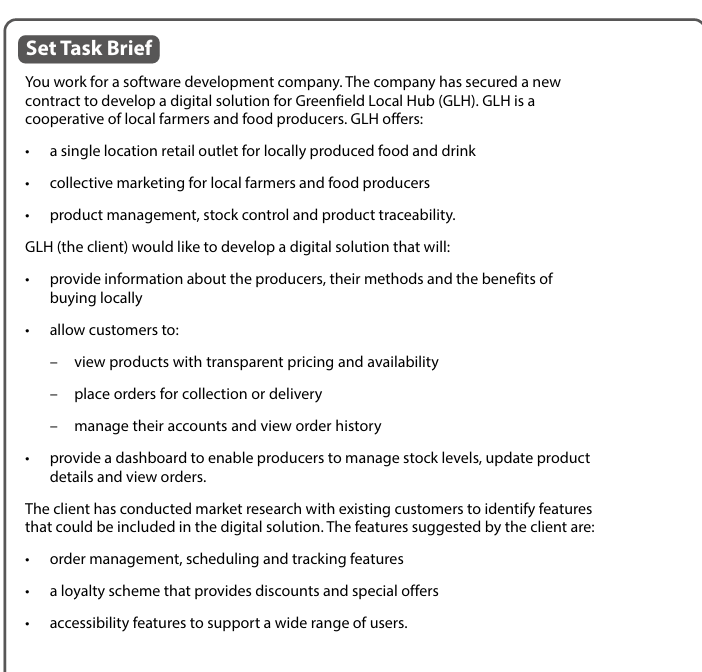 Set Task Brief
You work for a software development company. The company has secured a new
contract to develop a digital solution for Greenfield Local Hub (GLH). GLH is a
cooperative of local farmers and food producers. GLH offers:
• a single location retail outlet for locally produced food and drink
• collective marketing for local farmers and food producers
• product management, stock control and product traceability.
GLH (the client) would like to develop a digital solution that will:
• provide information about the producers, their methods and the benefits of
buying locally
• allow customers to:
– view products with transparent pricing and availability
– place orders for collection or delivery
– manage their accounts and view order history
• provide a dashboard to enable producers to manage stock levels, update product
details and view orders.
The client has conducted market research with existing customers to identify features
that could be included in the digital solution. The features suggested by the client are:
• order management, scheduling and tracking features
• a loyalty scheme that provides discounts and special offers
• accessibility features to support a wide range of users.